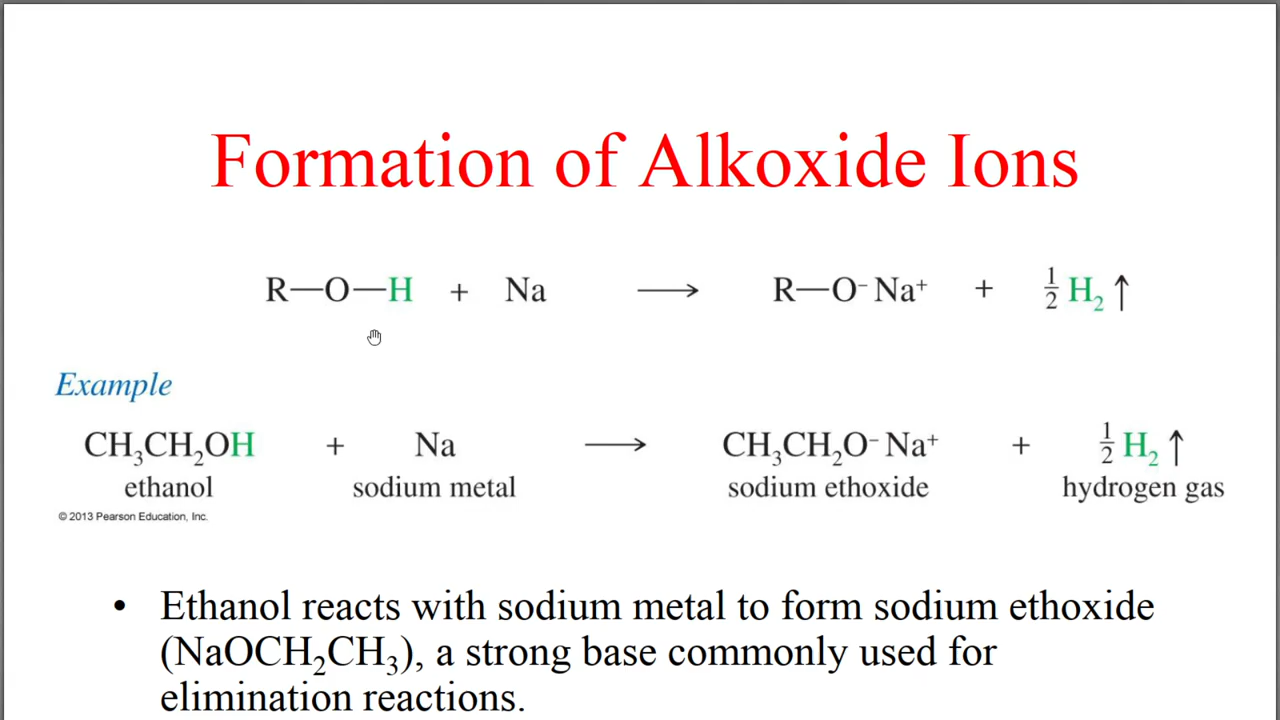 Formation of Alkoxide Ions
R—O—H + Na ⟶ R—O⁻ Na⁺ + ½ H₂ ↑
Example
CH₃CH₂OH + Na ⟶ CH₃CH₂O⁻ Na⁺ + ½ H₂ ↑
ethanol sodium metal sodium ethoxide hydrogen gas
© 2013 Pearson Education, Inc.
• Ethanol reacts with sodium metal to form sodium ethoxide
(NaOCH₂CH₃), a strong base commonly used for
elimination reactions.